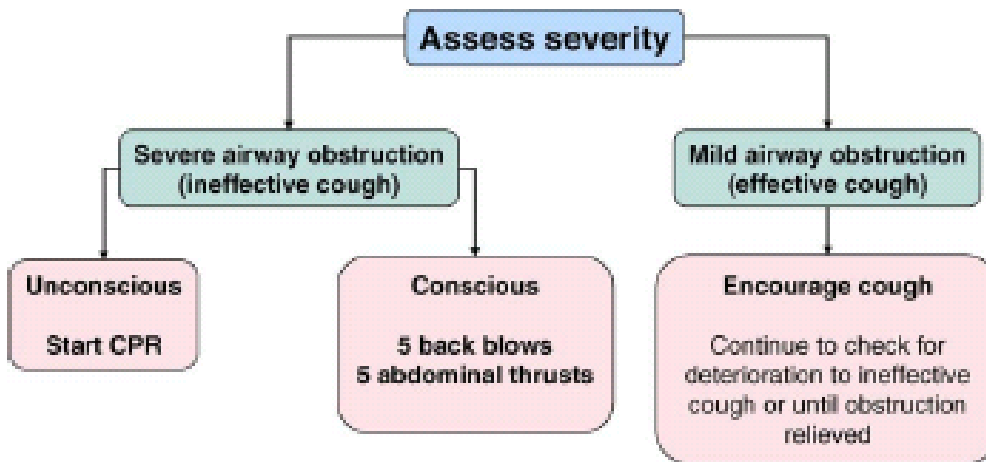 Assess severity
Severe airway obstruction
(ineffective cough)
Mild airway obstruction
(effective cough)
Unconscious
Start CPR
Conscious
5 back blows
5 abdominal thrusts
Encourage cough
Continue to check for
deterioration to ineffective
cough or until obstruction
relieved